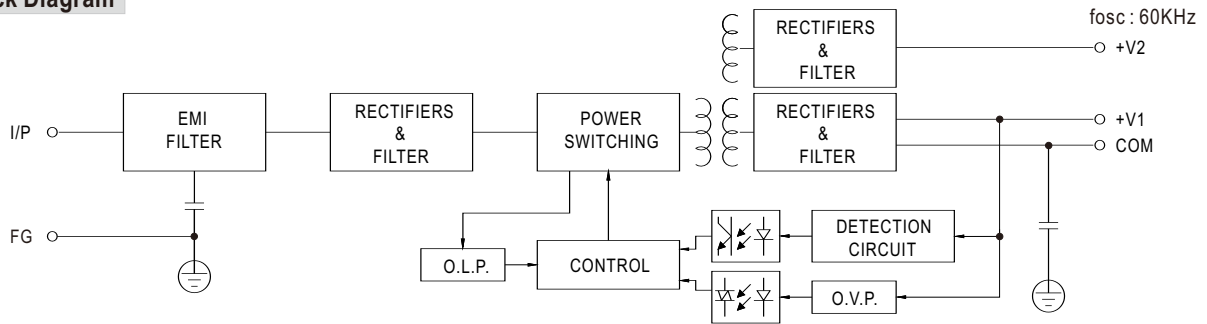 ck Diagram
fosc : 60KHz
RECTIFIERS
&
FILTER
+V2
I/P
EMI
FILTER
RECTIFIERS
&
FILTER
POWER
SWITCHING
RECTIFIERS
&
FILTER
+V1
COM
FG
O.L.P.
CONTROL
DETECTION
CIRCUIT
O.V.P.